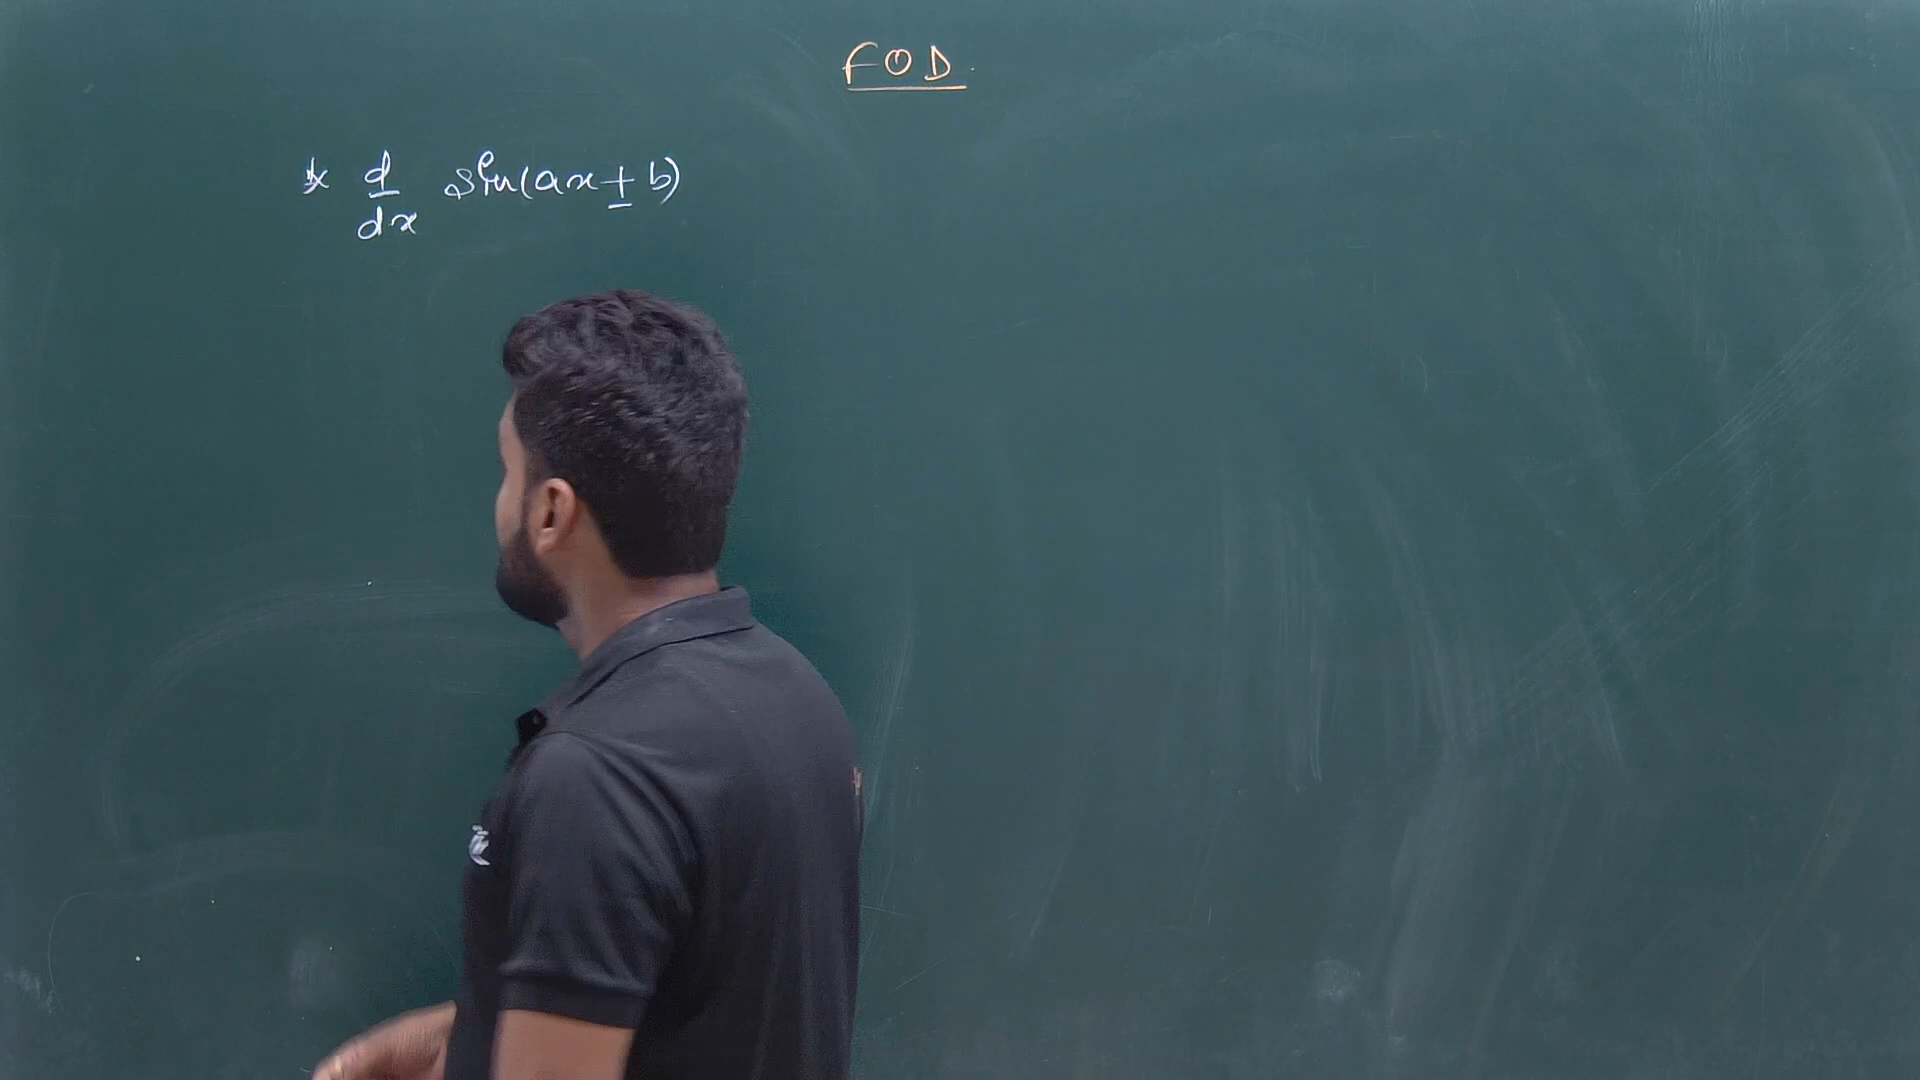 FOD
* d/dx sin(ax ± b)